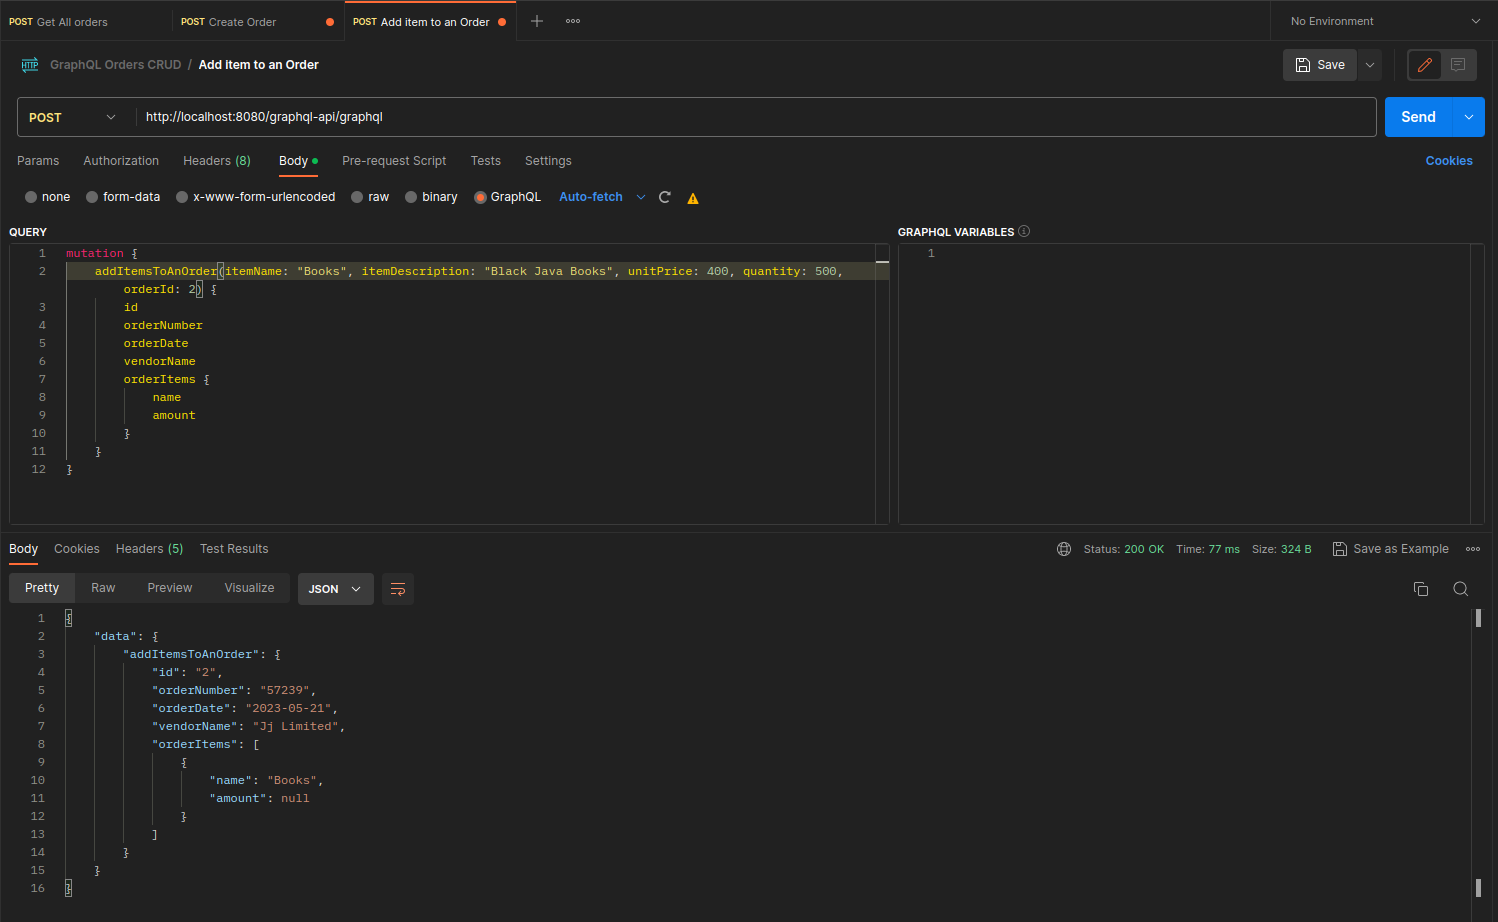 POST Get All orders
POST Create Order
POST Add item to an Order
No Environment
HTTP GraphQL Orders CRUD / Add item to an Order
Save
POST http://localhost:8080/graphql-api/graphql
Send
Params Authorization Headers (8) Body Pre-request Script Tests Settings Cookies
none form-data x-www-form-urlencoded raw binary GraphQL Auto-fetch
QUERY
1 mutation {
2 addItemsToAnOrder(itemName: "Books", itemDescription: "Black Java Books", unitPrice: 400, quantity: 500,
orderId: 2) {
3 id
4 orderNumber
5 orderDate
6 vendorName
7 orderItems {
8 name
9 amount
10 }
11 }
12 }
GRAPHQL VARIABLES
1
Body Cookies Headers (5) Test Results Status: 200 OK Time: 77 ms Size: 324 B Save as Example
Pretty Raw Preview Visualize JSON
1 {
2 "data": {
3 "addItemsToAnOrder": {
4 "id": "2",
5 "orderNumber": "57239",
6 "orderDate": "2023-05-21",
7 "vendorName": "Jj Limited",
8 "orderItems": [
9 {
10 "name": "Books",
11 "amount": null
12 }
13 ]
14 }
15 }
16 }